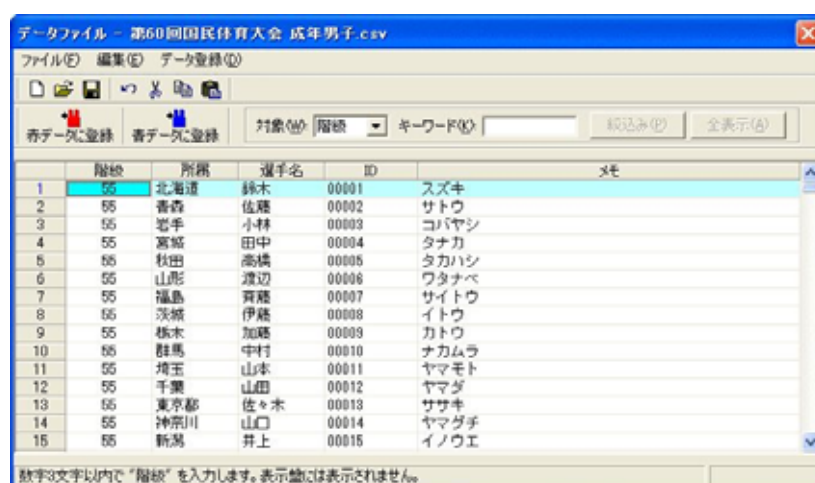 データファイル - 第60回国民体育大会 成年男子.csv
ファイル(F) 編集(E) データ登録(D)
赤データに登録 青データに登録 対象(W): 階級 キーワード(K): 絞込み(P) 全表示(A)
階級 所属 選手名 ID メモ
1 55 北海道 鈴木 00001 スズキ
2 55 青森 佐藤 00002 サトウ
3 55 岩手 小林 00003 コバヤシ
4 55 宮城 田中 00004 タナカ
5 55 秋田 高橋 00005 タカハシ
6 55 山形 渡辺 00006 ワタナベ
7 55 福島 斉藤 00007 サイトウ
8 55 茨城 伊藤 00008 イトウ
9 55 栃木 加藤 00009 カトウ
10 55 群馬 中村 00010 ナカムラ
11 55 埼玉 山本 00011 ヤマモト
12 55 千葉 山田 00012 ヤマダ
13 55 東京都 佐々木 00013 ササキ
14 55 神奈川 山口 00014 ヤマグチ
15 55 新潟 井上 00015 イノウエ
数字3文字以内で "階級" を入力します。表示盤には表示されません。